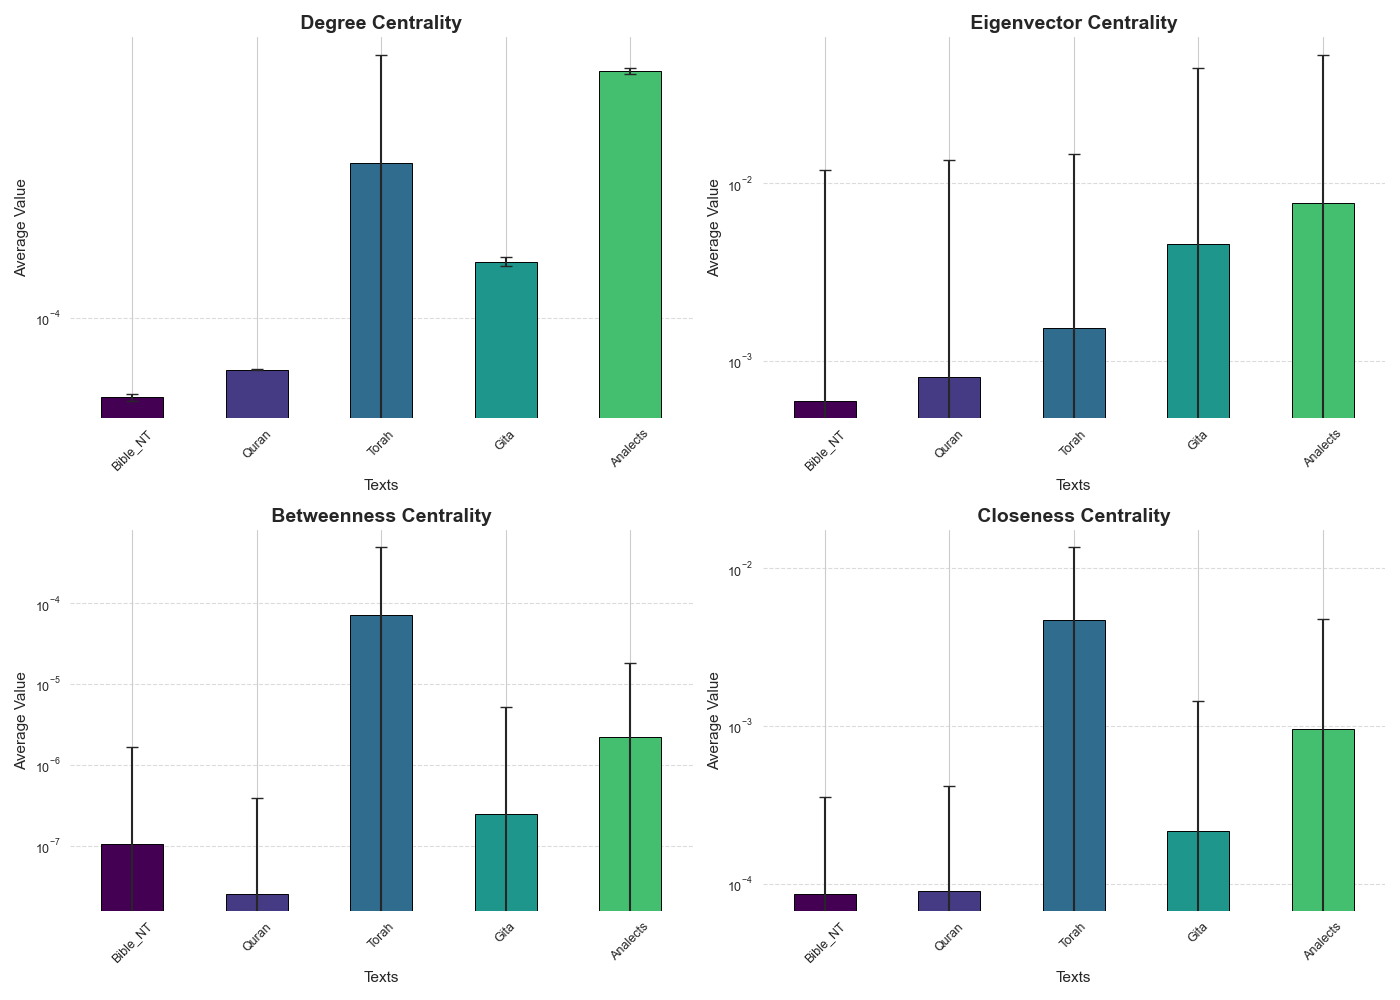 Degree Centrality
Average Value
10⁻⁴
Bible_NT Quran Torah Gita Analects
Texts
Eigenvector Centrality
Average Value
10⁻²
10⁻³
Bible_NT Quran Torah Gita Analects
Texts
Betweenness Centrality
Average Value
10⁻⁴
10⁻⁵
10⁻⁶
10⁻⁷
Bible_NT Quran Torah Gita Analects
Texts
Closeness Centrality
Average Value
10⁻²
10⁻³
10⁻⁴
Bible_NT Quran Torah Gita Analects
Texts